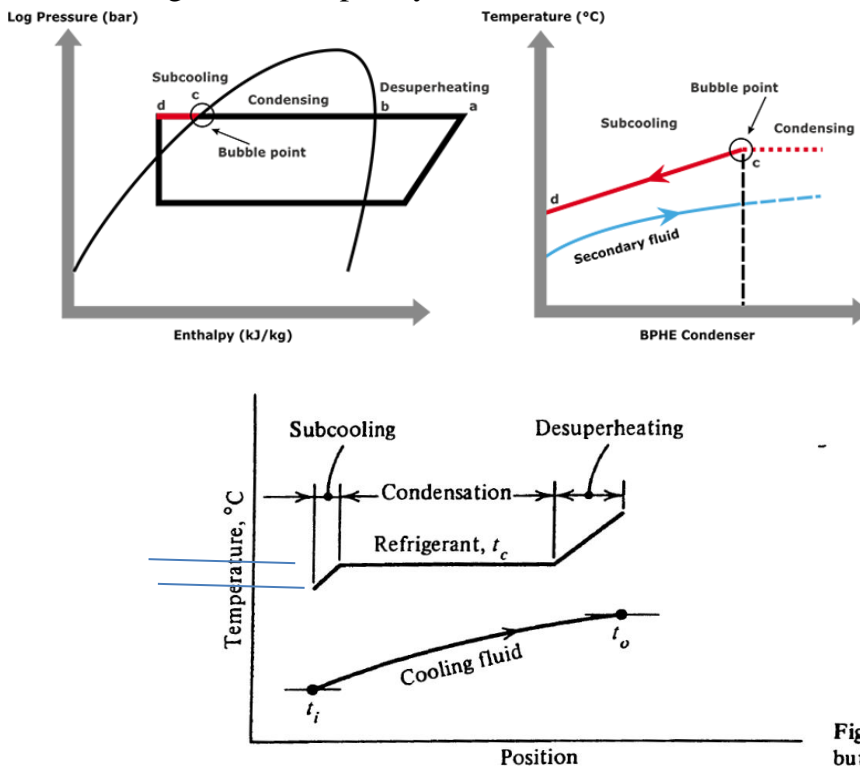 Log Pressure (bar)
Subcooling
Desuperheating
d
c
Condensing
b
a
Bubble point
Enthalpy (kJ/kg)
Temperature (°C)
Bubble point
Subcooling
Condensing
c
d
Secondary fluid
BPHE Condenser
Subcooling
Desuperheating
Condensation
Temperature, °C
Refrigerant, t_c
Cooling fluid
t_o
t_i
Position
Fig
but